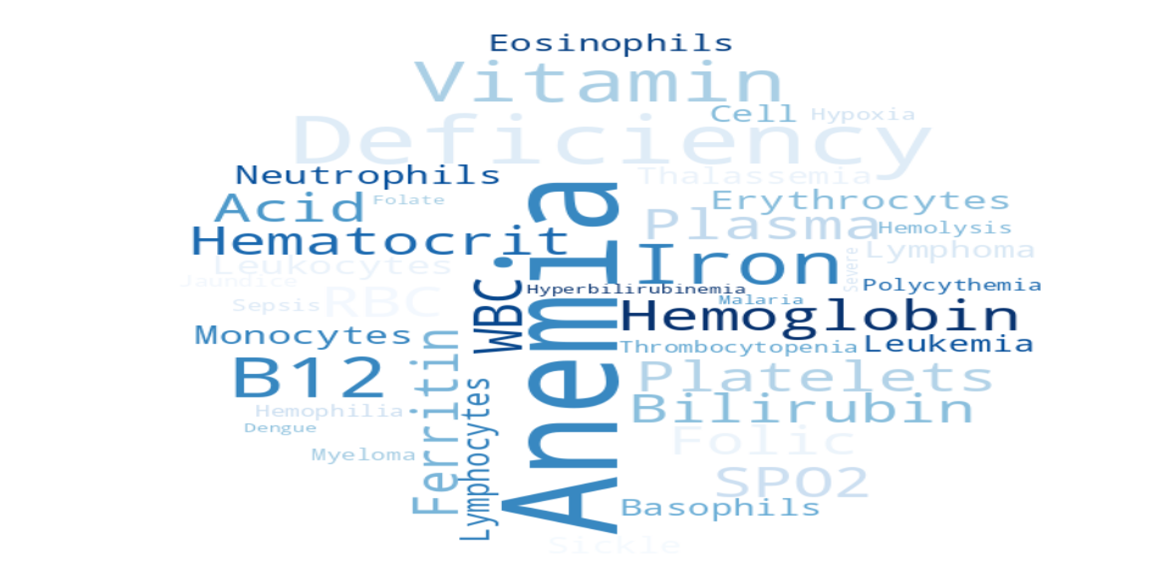 Eosinophils
Vitamin
Cell
Hypoxia
Deficiency
Neutrophils
Thalassemia
Acid
Folate
Erythrocytes
Plasma
Hemolysis
Hematocrit
Iron
Severe
Lymphoma
Leukocytes
Jaundice
Polycythemia
Hyperbilirubinemia
Malaria
Sepsis
RBC
WBC
Anemia
Hemoglobin
Monocytes
Thrombocytopenia
Leukemia
B12
Ferritin
Lymphocytes
Platelets
Bilirubin
Hemophilia
Dengue
Folic
Myeloma
SPO2
Basophils
Sickle